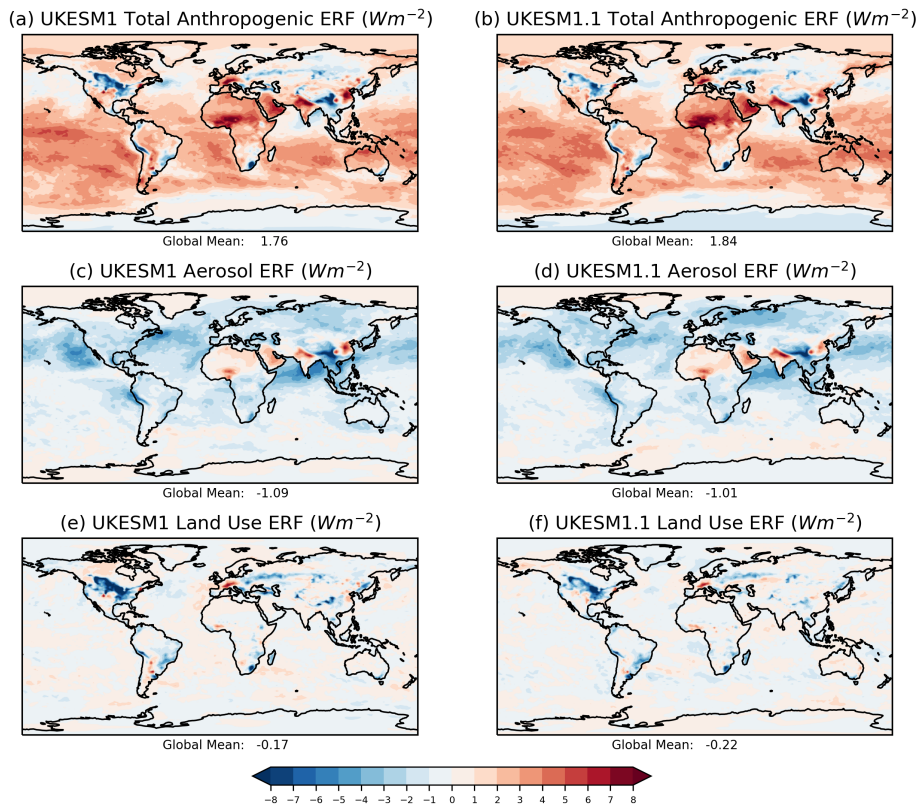 (a) UKESM1 Total Anthropogenic ERF (Wm⁻²)
(b) UKESM1.1 Total Anthropogenic ERF (Wm⁻²)
Global Mean: 1.76
Global Mean: 1.84
(c) UKESM1 Aerosol ERF (Wm⁻²)
(d) UKESM1.1 Aerosol ERF (Wm⁻²)
Global Mean: -1.09
Global Mean: -1.01
(e) UKESM1 Land Use ERF (Wm⁻²)
(f) UKESM1.1 Land Use ERF (Wm⁻²)
Global Mean: -0.17
Global Mean: -0.22
−8 −7 −6 −5 −4 −3 −2 −1 0 1 2 3 4 5 6 7 8